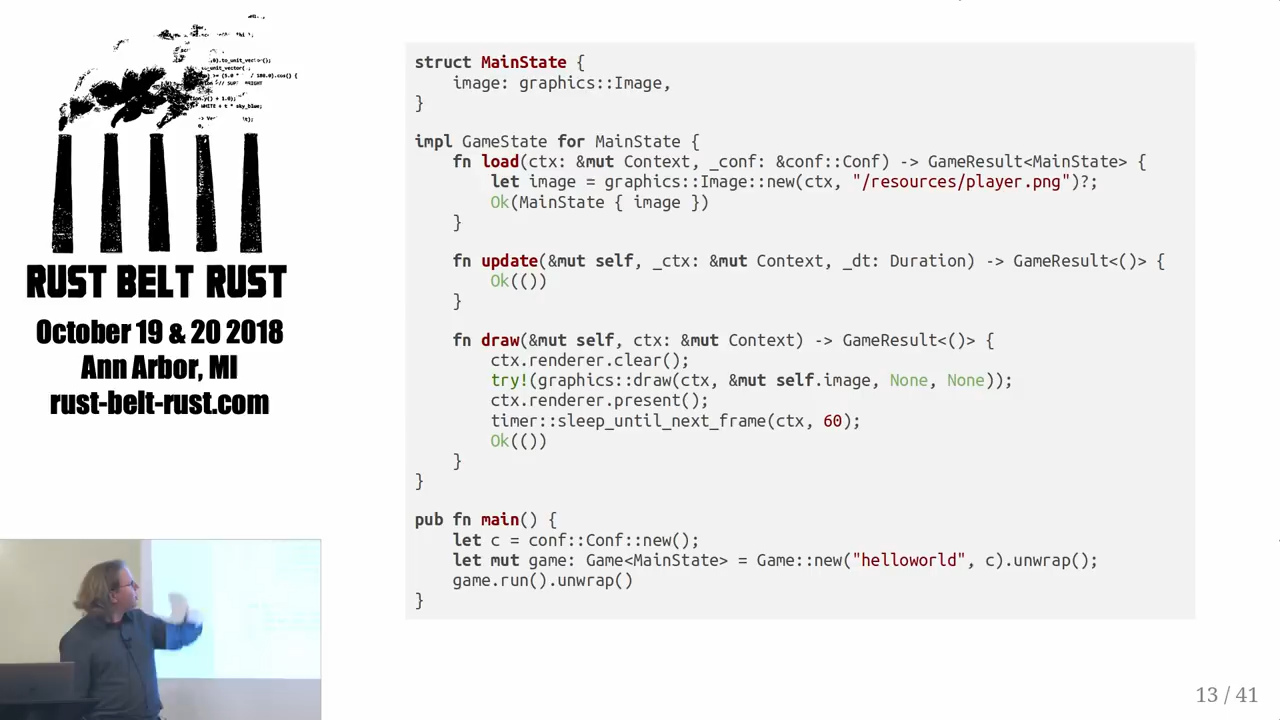 RUST BELT RUST
October 19 & 20 2018
Ann Arbor, MI
rust-belt-rust.com
struct MainState {
    image: graphics::Image,
}
impl GameState for MainState {
    fn load(ctx: &mut Context, _conf: &conf::Conf) -> GameResult<MainState> {
        let image = graphics::Image::new(ctx, "/resources/player.png")?;
        Ok(MainState { image })
    }
    fn update(&mut self, _ctx: &mut Context, _dt: Duration) -> GameResult<()> {
        Ok(())
    }
    fn draw(&mut self, ctx: &mut Context) -> GameResult<()> {
        ctx.renderer.clear();
        try!(graphics::draw(ctx, &mut self.image, None, None));
        ctx.renderer.present();
        timer::sleep_until_next_frame(ctx, 60);
        Ok(())
    }
}
pub fn main() {
    let c = conf::Conf::new();
    let mut game: Game<MainState> = Game::new("helloworld", c).unwrap();
    game.run().unwrap()
}
13 / 41